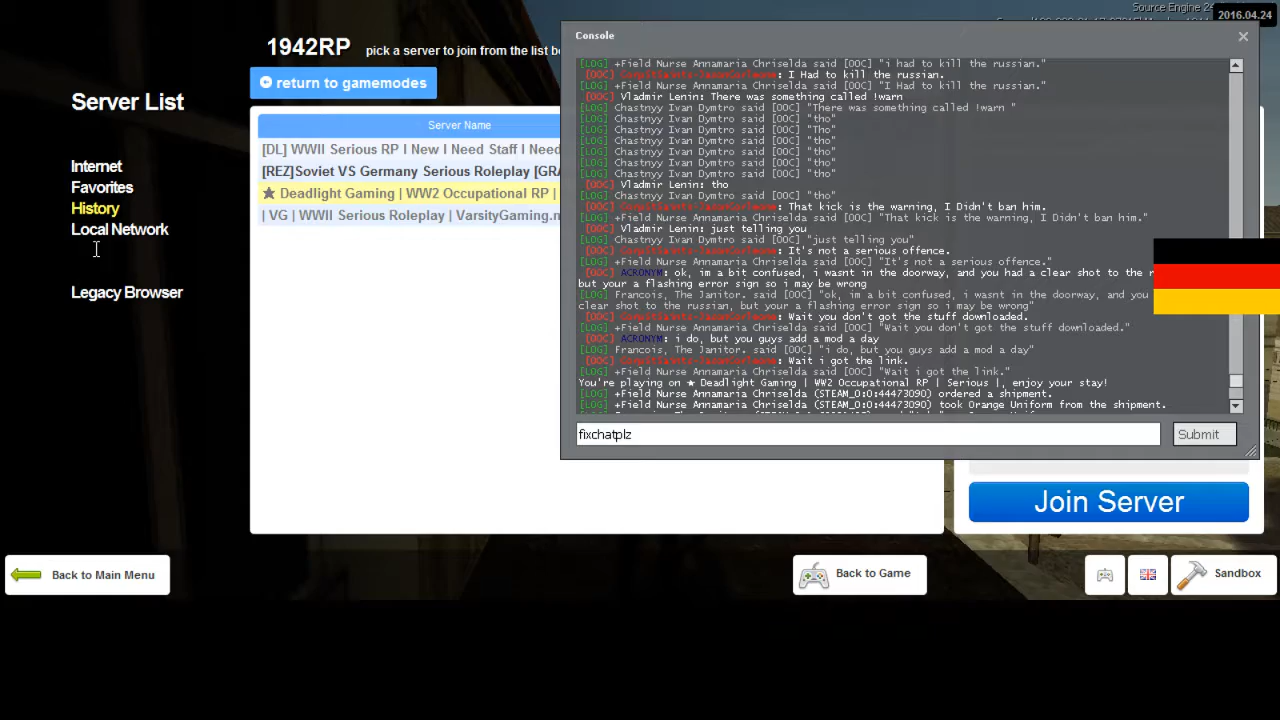 Source Engine 24
2016.04.24
1942RP pick a server to join from the list be
return to gamemodes
Server List
Internet
Favorites
History
Local Network
Legacy Browser
Server Name
[DL] WWII Serious RP I New I Need Staff I Need
[REZ]Soviet VS Germany Serious Roleplay [GRA
★ Deadlight Gaming | WW2 Occupational RP |
| VG | WWII Serious Roleplay | VarsityGaming.n
Console
[LOG] +Field Nurse Annamaria Chriselda said [OOC] "i had to kill the russian."
[OOC] CorpitSaints-JasonCorleone: I Had to kill the russian.
[LOG] +Field Nurse Annamaria Chriselda said [OOC] "I Had to kill the russian."
[OOC] Vladmir Lenin: There was something called !warn
[LOG] Chastnyy Ivan Dymtro said [OOC] "There was something called !warn "
[LOG] Chastnyy Ivan Dymtro said [OOC] "tho"
[LOG] Chastnyy Ivan Dymtro said [OOC] "Tho"
[LOG] Chastnyy Ivan Dymtro said [OOC] "tho"
[LOG] Chastnyy Ivan Dymtro said [OOC] "tho"
[LOG] Chastnyy Ivan Dymtro said [OOC] "tho"
[LOG] Chastnyy Ivan Dymtro said [OOC] "tho"
[OOC] Vladmir Lenin: tho
[LOG] Chastnyy Ivan Dymtro said [OOC] "tho"
[OOC] CorpitSaints-JasonCorleone: That kick is the warning, I Didn't ban him.
[LOG] +Field Nurse Annamaria Chriselda said [OOC] "That kick is the warning, I Didn't ban him."
[OOC] Vladmir Lenin: just telling you
[LOG] Chastnyy Ivan Dymtro said [OOC] "just telling you"
[OOC] CorpitSaints-JasonCorleone: It's not a serious offence.
[LOG] +Field Nurse Annamaria Chriselda said [OOC] "It's not a serious offence."
[OOC] ACRONYM: ok, im a bit confused, i wasnt in the doorway, and you had a clear shot to the r
but your a flashing error sign so i may be wrong
[LOG] Francois, The Janitor. said [OOC] "ok, im a bit confused, i wasnt in the doorway, and you
clear shot to the russian, but your a flashing error sign so i may be wrong"
[OOC] CorpitSaints-JasonCorleone: Wait you don't got the stuff downloaded.
[LOG] +Field Nurse Annamaria Chriselda said [OOC] "Wait you don't got the stuff downloaded."
[OOC] ACRONYM: i do, but you guys add a mod a day
[LOG] Francois, The Janitor. said [OOC] "i do, but you guys add a mod a day"
[OOC] CorpitSaints-JasonCorleone: Wait i got the link.
[LOG] +Field Nurse Annamaria Chriselda said [OOC] "Wait i got the link."
You're playing on ★ Deadlight Gaming | WW2 Occupational RP | Serious |, enjoy your stay!
[LOG] +Field Nurse Annamaria Chriselda (STEAM_0:0:44473090) ordered a shipment.
[LOG] +Field Nurse Annamaria Chriselda (STEAM_0:0:44473090) took Orange Uniform from the shipment.
fixchatplz
Submit
Join Server
Back to Main Menu
Back to Game
Sandbox